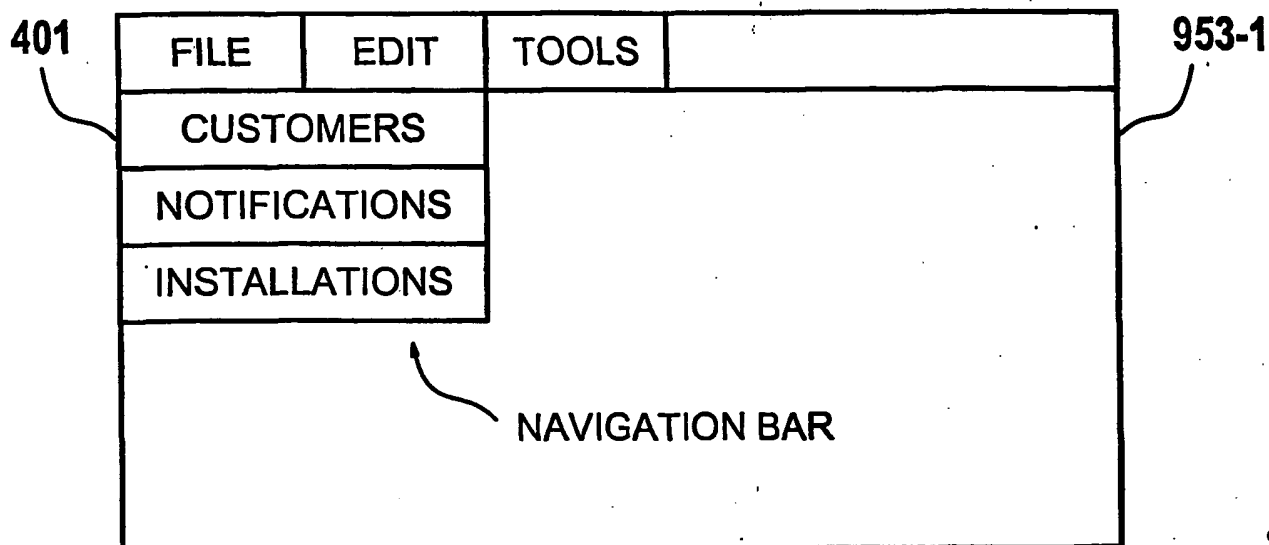 401
953-1
FILE EDIT TOOLS
CUSTOMERS
NOTIFICATIONS
INSTALLATIONS
NAVIGATION BAR